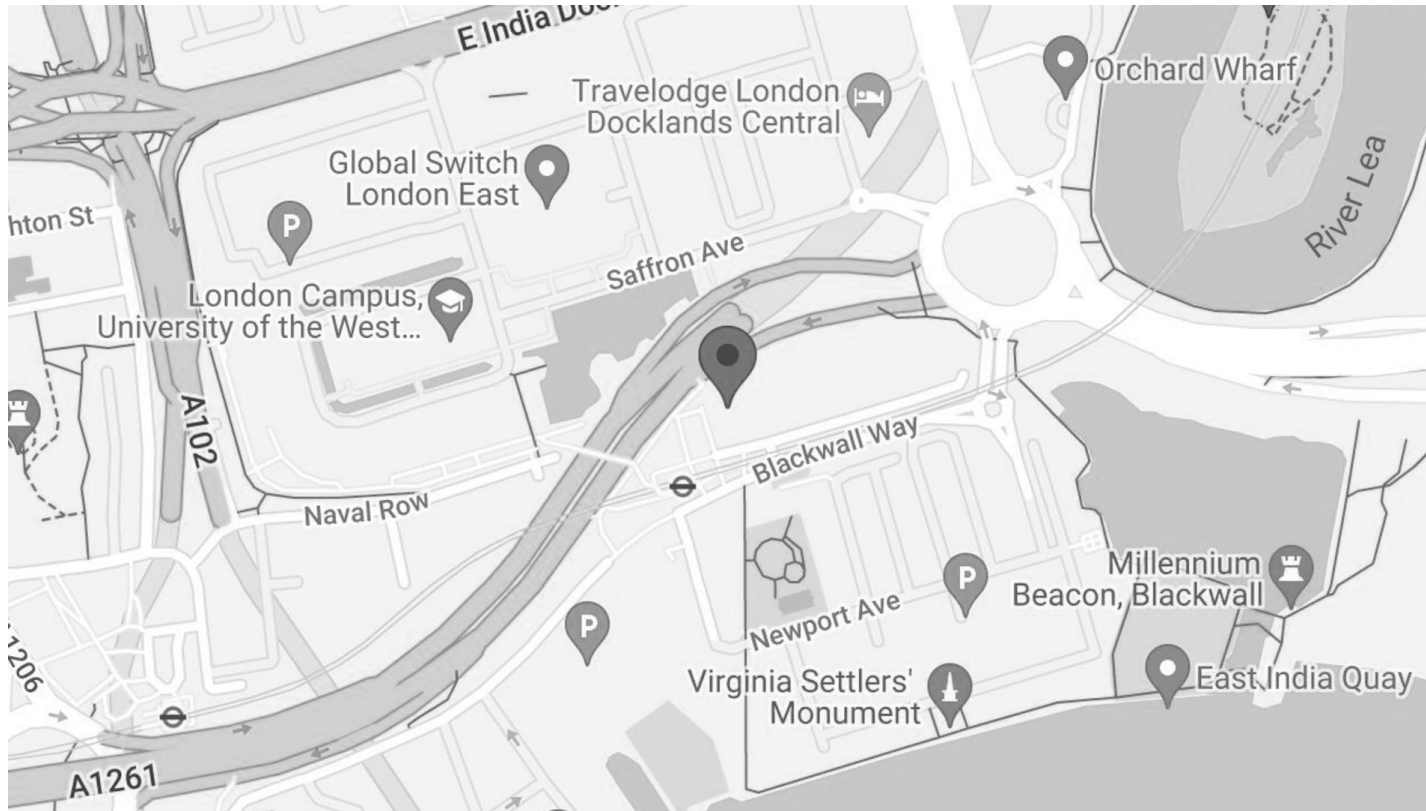 E India Doc
Travelodge London
Docklands Central
Orchard Wharf
Global Switch
London East
P
hton St
River Lea
Saffron Ave
London Campus,
University of the West...
A102
Blackwall Way
Naval Row
Millennium
Beacon, Blackwall
P
P
Newport Ave
1206
Virginia Settlers'
Monument
East India Quay
A1261